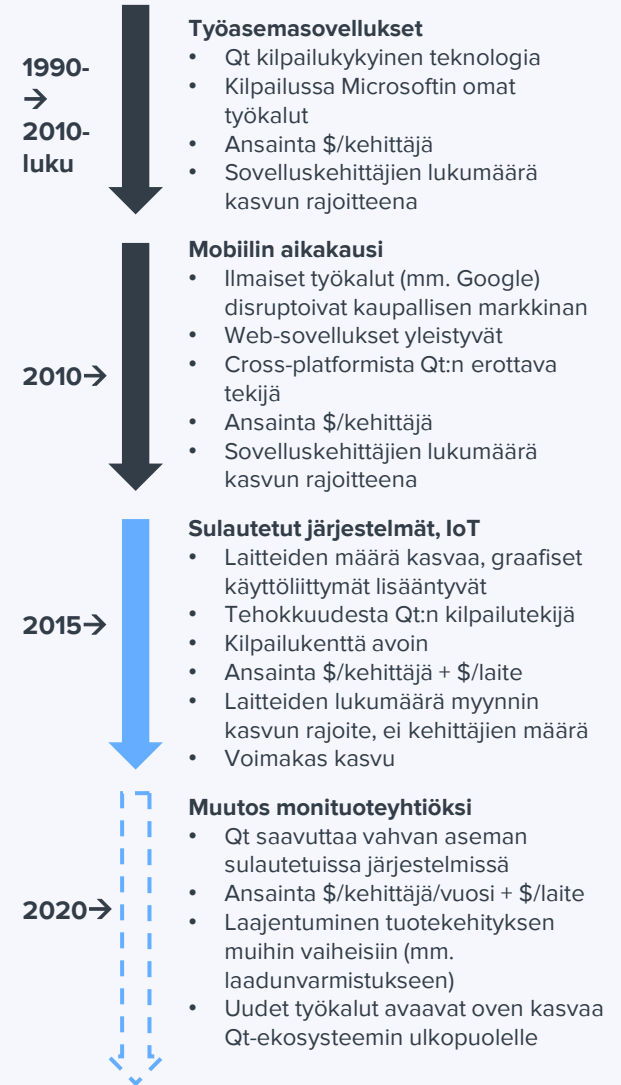 1990-
→
2010-
luku
Työasemasovellukset
• Qt kilpailukykyinen teknologia
• Kilpailussa Microsoftin omat
työkalut
• Ansainta $/kehittäjä
• Sovelluskehittäjien lukumäärä
kasvun rajoitteena
2010→
Mobiilin aikakausi
• Ilmaiset työkalut (mm. Google)
disruptoivat kaupallisen markkinan
• Web-sovellukset yleistyvät
• Cross-platformista Qt:n erottava
tekijä
• Ansainta $/kehittäjä
• Sovelluskehittäjien lukumäärä
kasvun rajoitteena
2015→
Sulautetut järjestelmät, IoT
• Laitteiden määrä kasvaa, graafiset
käyttöliittymät lisääntyvät
• Tehokkuudesta Qt:n kilpailutekijä
• Kilpailukenttä avoin
• Ansainta $/kehittäjä + $/laite
• Laitteiden lukumäärä myynnin
kasvun rajoite, ei kehittäjien määrä
• Voimakas kasvu
2020→
Muutos monituoteyhtiöksi
• Qt saavuttaa vahvan aseman
sulautetuissa järjestelmissä
• Ansainta $/kehittäjä/vuosi + $/laite
• Laajentuminen tuotekehityksen
muihin vaiheisiin (mm.
laadunvarmistukseen)
• Uudet työkalut avaavat oven kasvaa
Qt-ekosysteemin ulkopuolelle